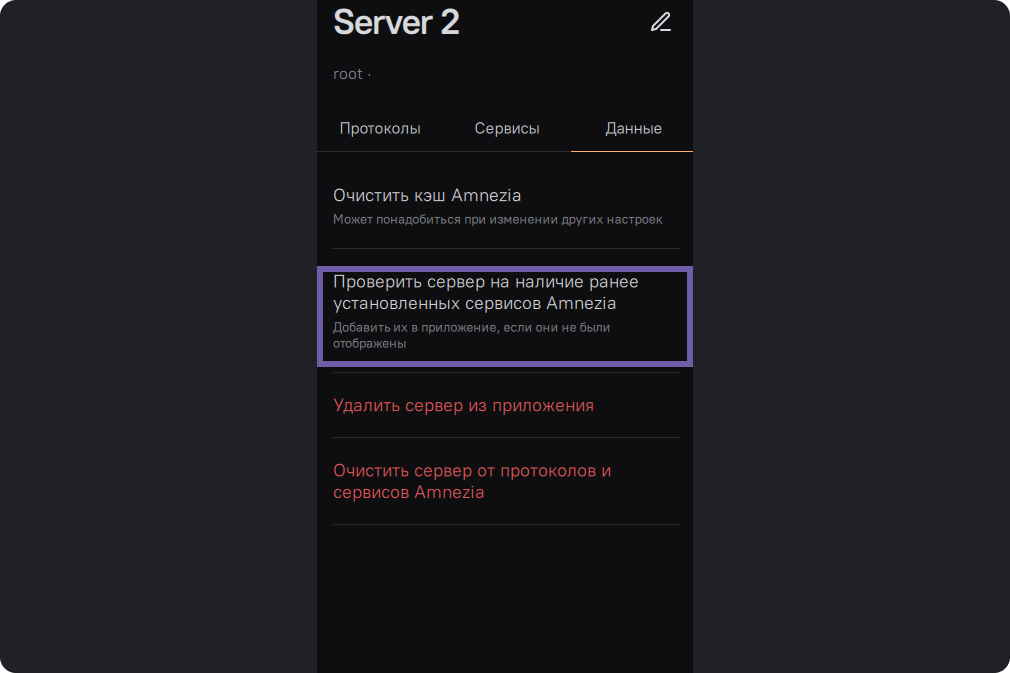 Server 2
root ·
Протоколы
Сервисы
Данные
Очистить кэш Amnezia
Может понадобиться при изменении других настроек
Проверить сервер на наличие ранее
установленных сервисов Amnezia
Добавить их в приложение, если они не были
отображены
Удалить сервер из приложения
Очистить сервер от протоколов и
сервисов Amnezia